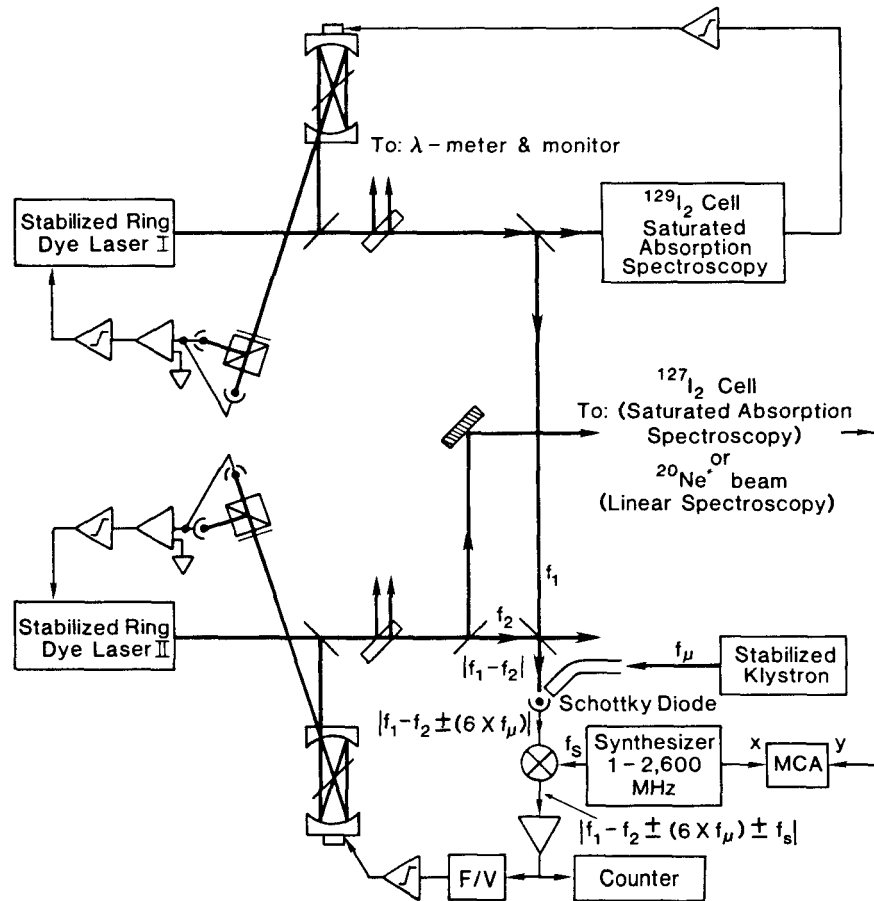 To: λ – meter & monitor
Stabilized Ring
Dye Laser I
¹²⁹I₂ Cell
Saturated
Absorption
Spectroscopy
¹²⁷I₂ Cell
To: (Saturated Absorption
Spectroscopy)
or
²⁰Ne* beam
(Linear Spectroscopy)
f₁
Stabilized Ring
Dye Laser II
f₂
|f₁–f₂|
fμ
Stabilized
Klystron
Schottky Diode
|f₁–f₂ ± (6 × fμ)|
fs
Synthesizer
1 – 2,600
MHz
x
MCA
y
|f₁–f₂ ± (6 × fμ) ± fs|
F/V
Counter